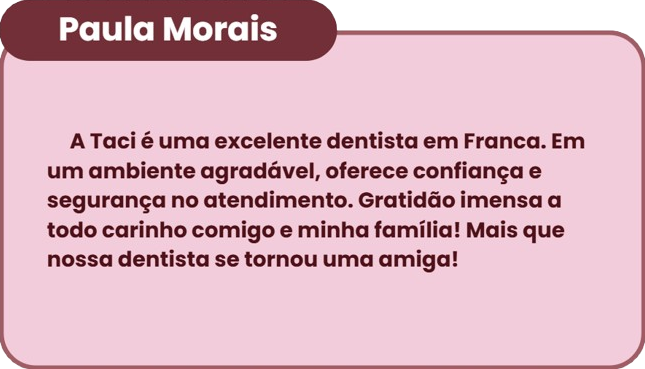 Paula Morais
A Taci é uma excelente dentista em Franca. Em
um ambiente agradável, oferece confiança e
segurança no atendimento. Gratidão imensa a
todo carinho comigo e minha família! Mais que
nossa dentista se tornou uma amiga!